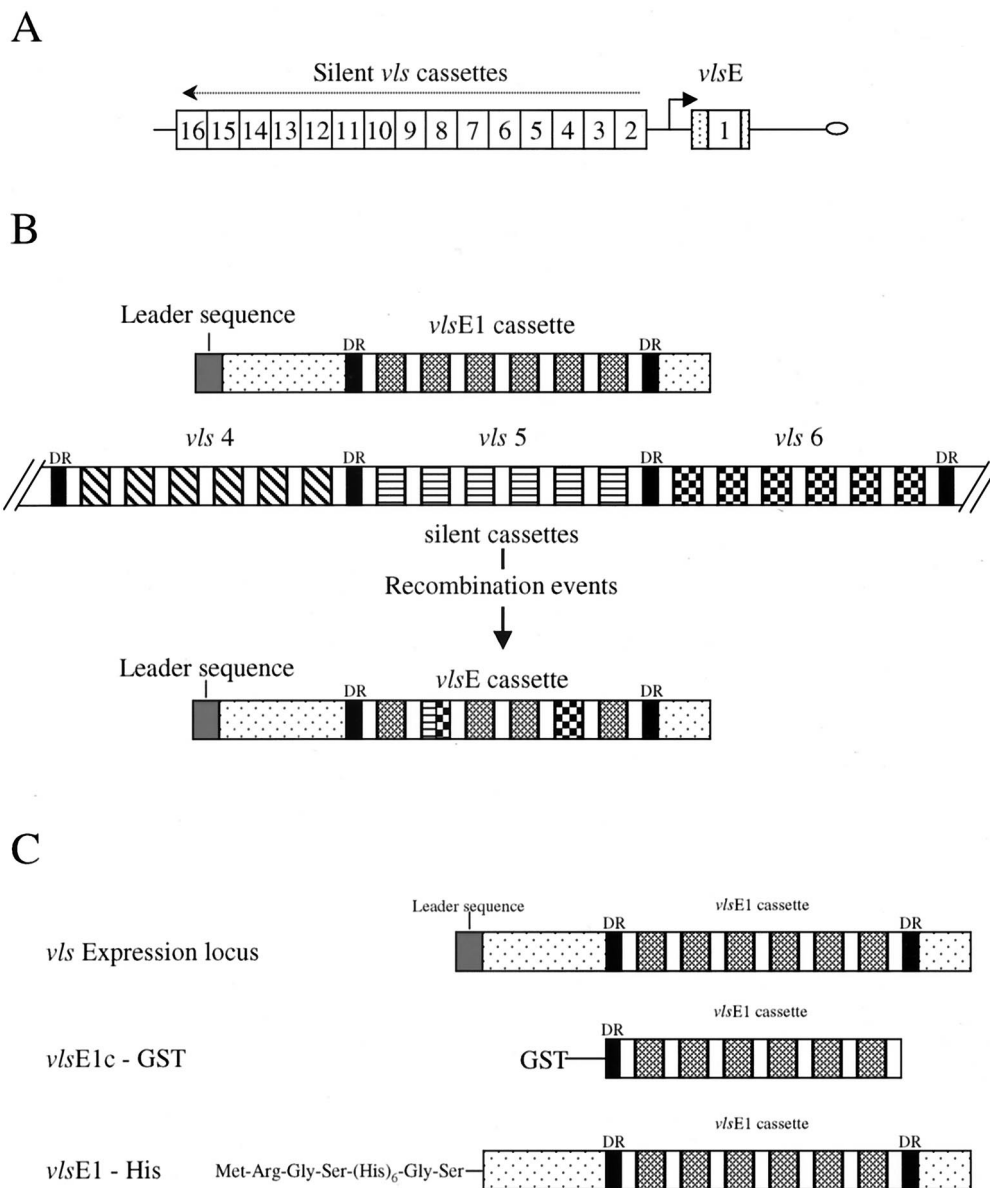 A
Silent vls cassettes vlsE
16 15 14 13 12 11 10 9 8 7 6 5 4 3 2 1
B
Leader sequence
vlsE1 cassette
DR DR
vls 4 vls 5 vls 6
DR DR DR DR
silent cassettes
Recombination events
Leader sequence
vlsE cassette
DR DR
C
vlsE1 cassette
Leader sequence
DR DR
vls Expression locus
vlsE1 cassette
DR
vlsE1c - GST GST
vlsE1 cassette
DR DR
vlsE1 - His Met-Arg-Gly-Ser-(His)₆-Gly-Ser